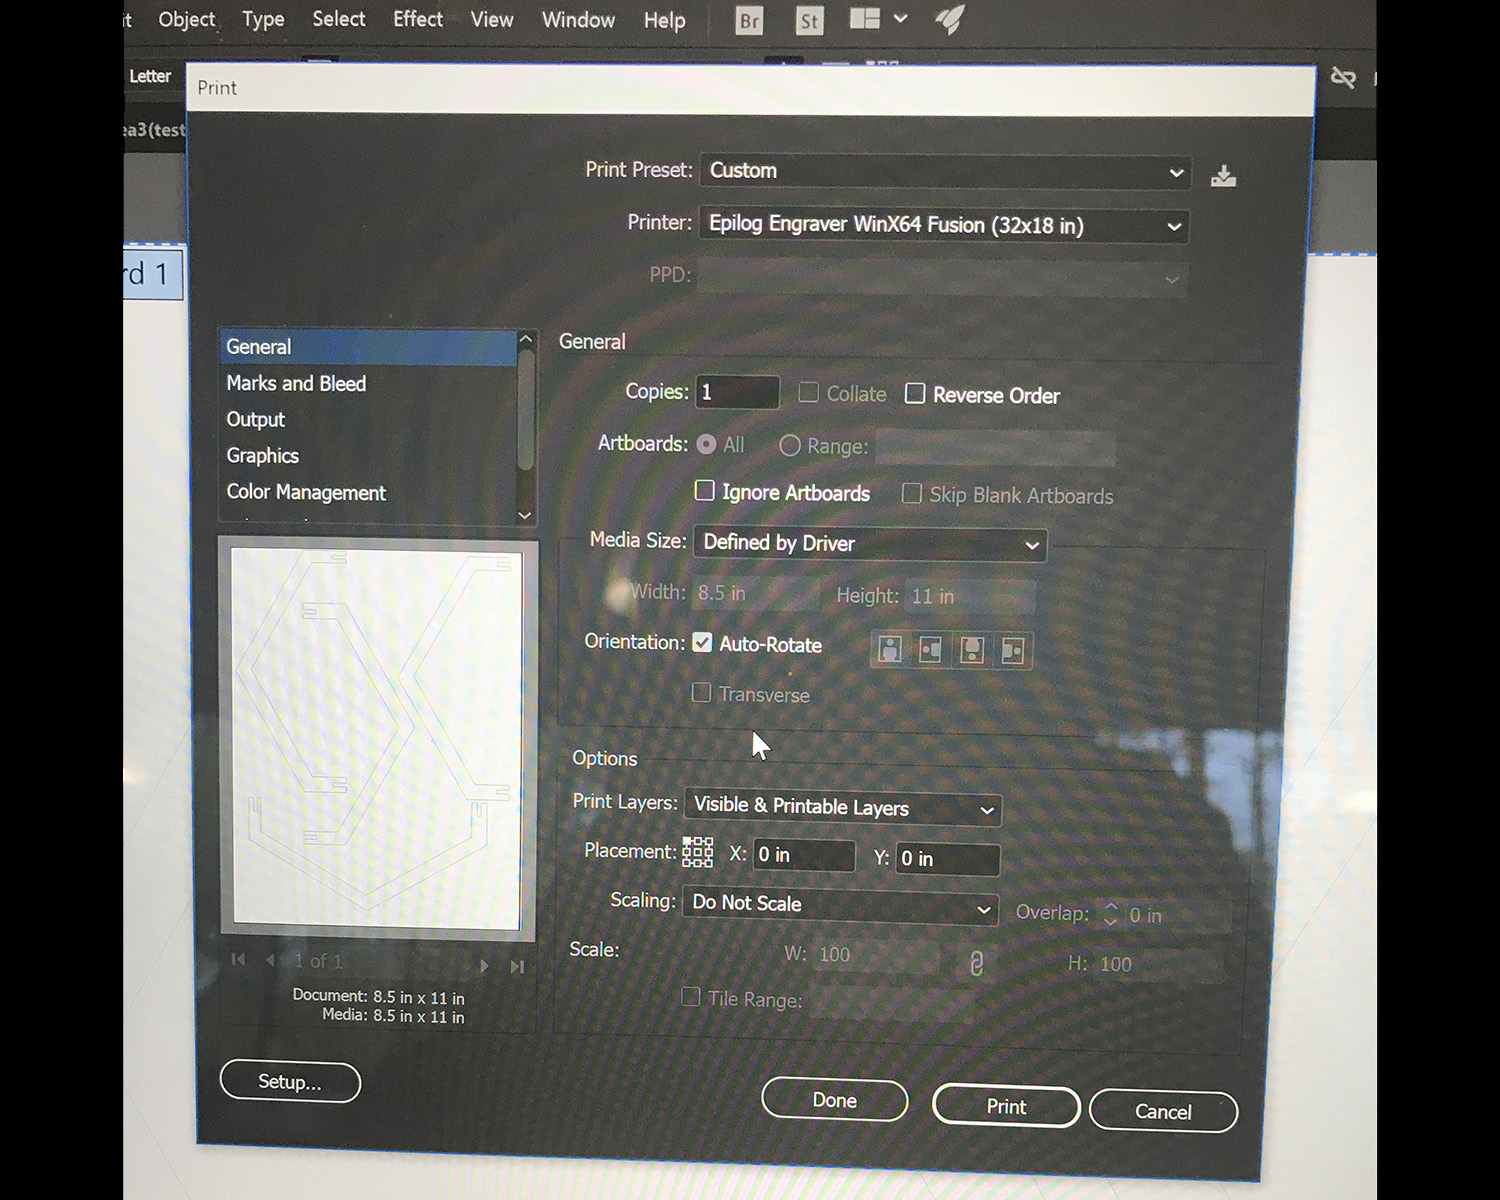 Object Type Select Effect View Window Help Br St
Letter
Print
ea3(test
Print Preset: Custom
Printer: Epilog Engraver WinX64 Fusion (32x18 in)
PPD:
rd 1
General
General
Marks and Bleed
Output
Graphics
Color Management
Copies: 1 Collate Reverse Order
Artboards: All Range:
Ignore Artboards Skip Blank Artboards
Media Size: Defined by Driver
Width: 8.5 in Height: 11 in
Orientation: Auto-Rotate
Transverse
Options
Print Layers: Visible & Printable Layers
Placement: X: 0 in Y: 0 in
Scaling: Do Not Scale Overlap: 0 in
Scale: W: 100 H: 100
Tile Range:
1 of 1
Document: 8.5 in x 11 in
Media: 8.5 in x 11 in
Setup... Done Print Cancel